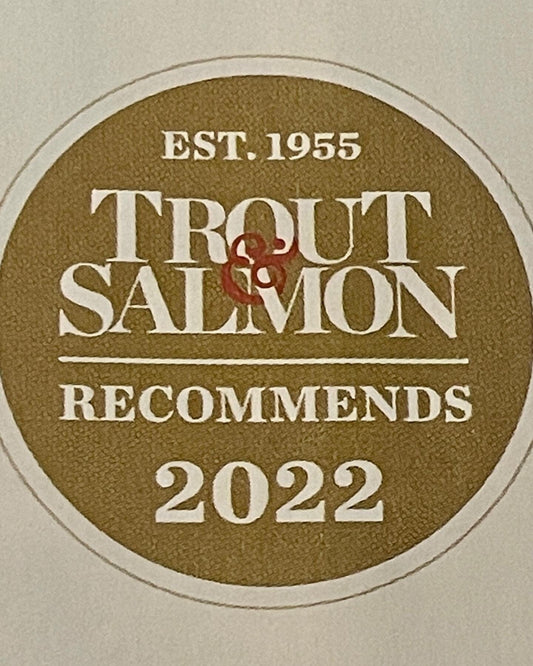 EST. 1955
TROUT
&
SALMON
RECOMMENDS
2022